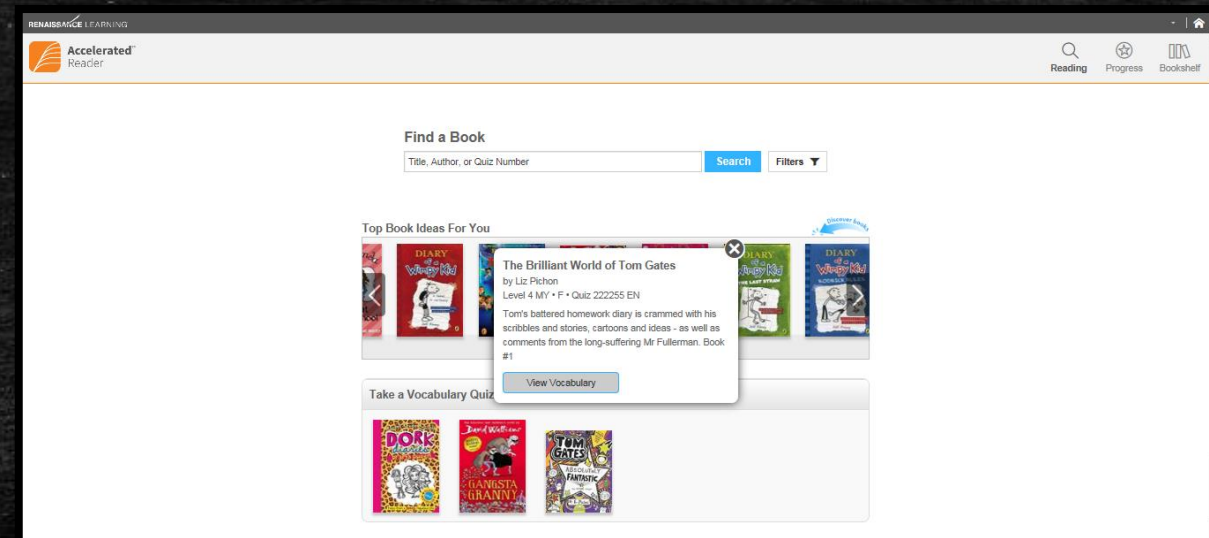 RENAISSANCE LEARNING
Accelerated™
Reader
Reading
Progress
Bookshelf
Find a Book
Title, Author, or Quiz Number
Search
Filters
Top Book Ideas For You
Discover Books
DIARY
of a
Wimpy Kid
The Brilliant World of Tom Gates
by Liz Pichon
Level 4 MY • F • Quiz 222255 EN
Tom's battered homework diary is crammed with his
scribbles and stories, cartoons and ideas - as well as
comments from the long-suffering Mr Fullerman. Book
#1
View Vocabulary
DIARY
Wimpy Kid
THE LAST STRAW
DIARY
of a
Wimpy Kid
Take a Vocabulary Quiz
DORK
diaries
David Walliams
GANGSTA
GRANNY
TOM
GATES
ABSOLUTELY
FANTASTIC